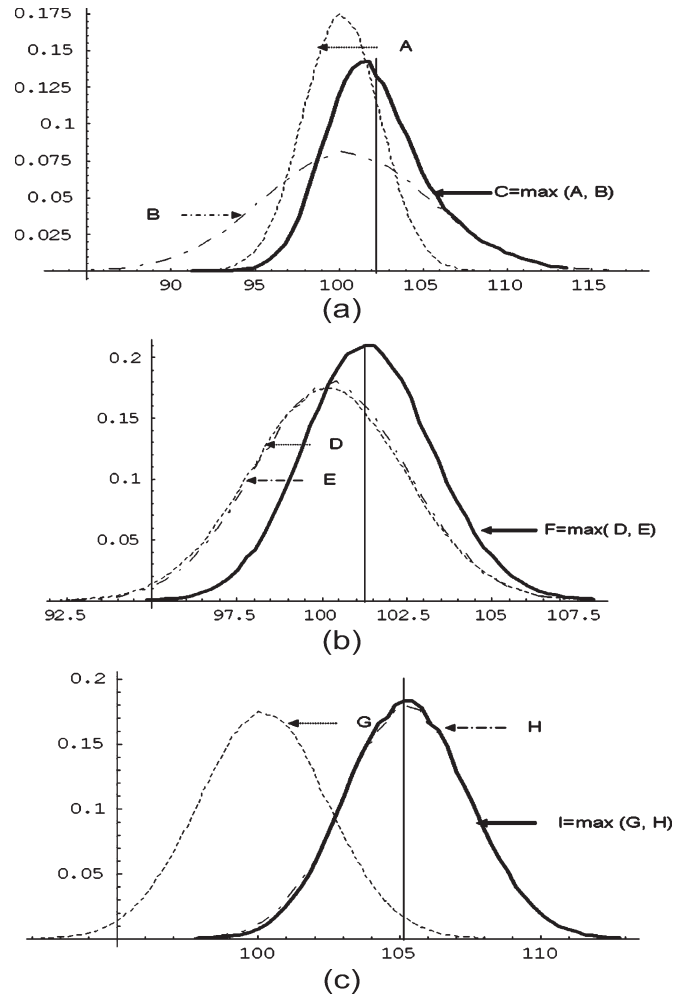 0.175
0.15
0.125
0.1
0.075
0.05
0.025
A
B
C=max (A, B)
90 95 100 105 110 115
(a)
0.2
0.15
0.1
0.05
D
E
F=max( D, E)
92.5 97.5 100 102.5 105 107.5
(b)
0.2
0.15
0.1
0.05
G
H
I=max (G, H)
100 105 110
(c)